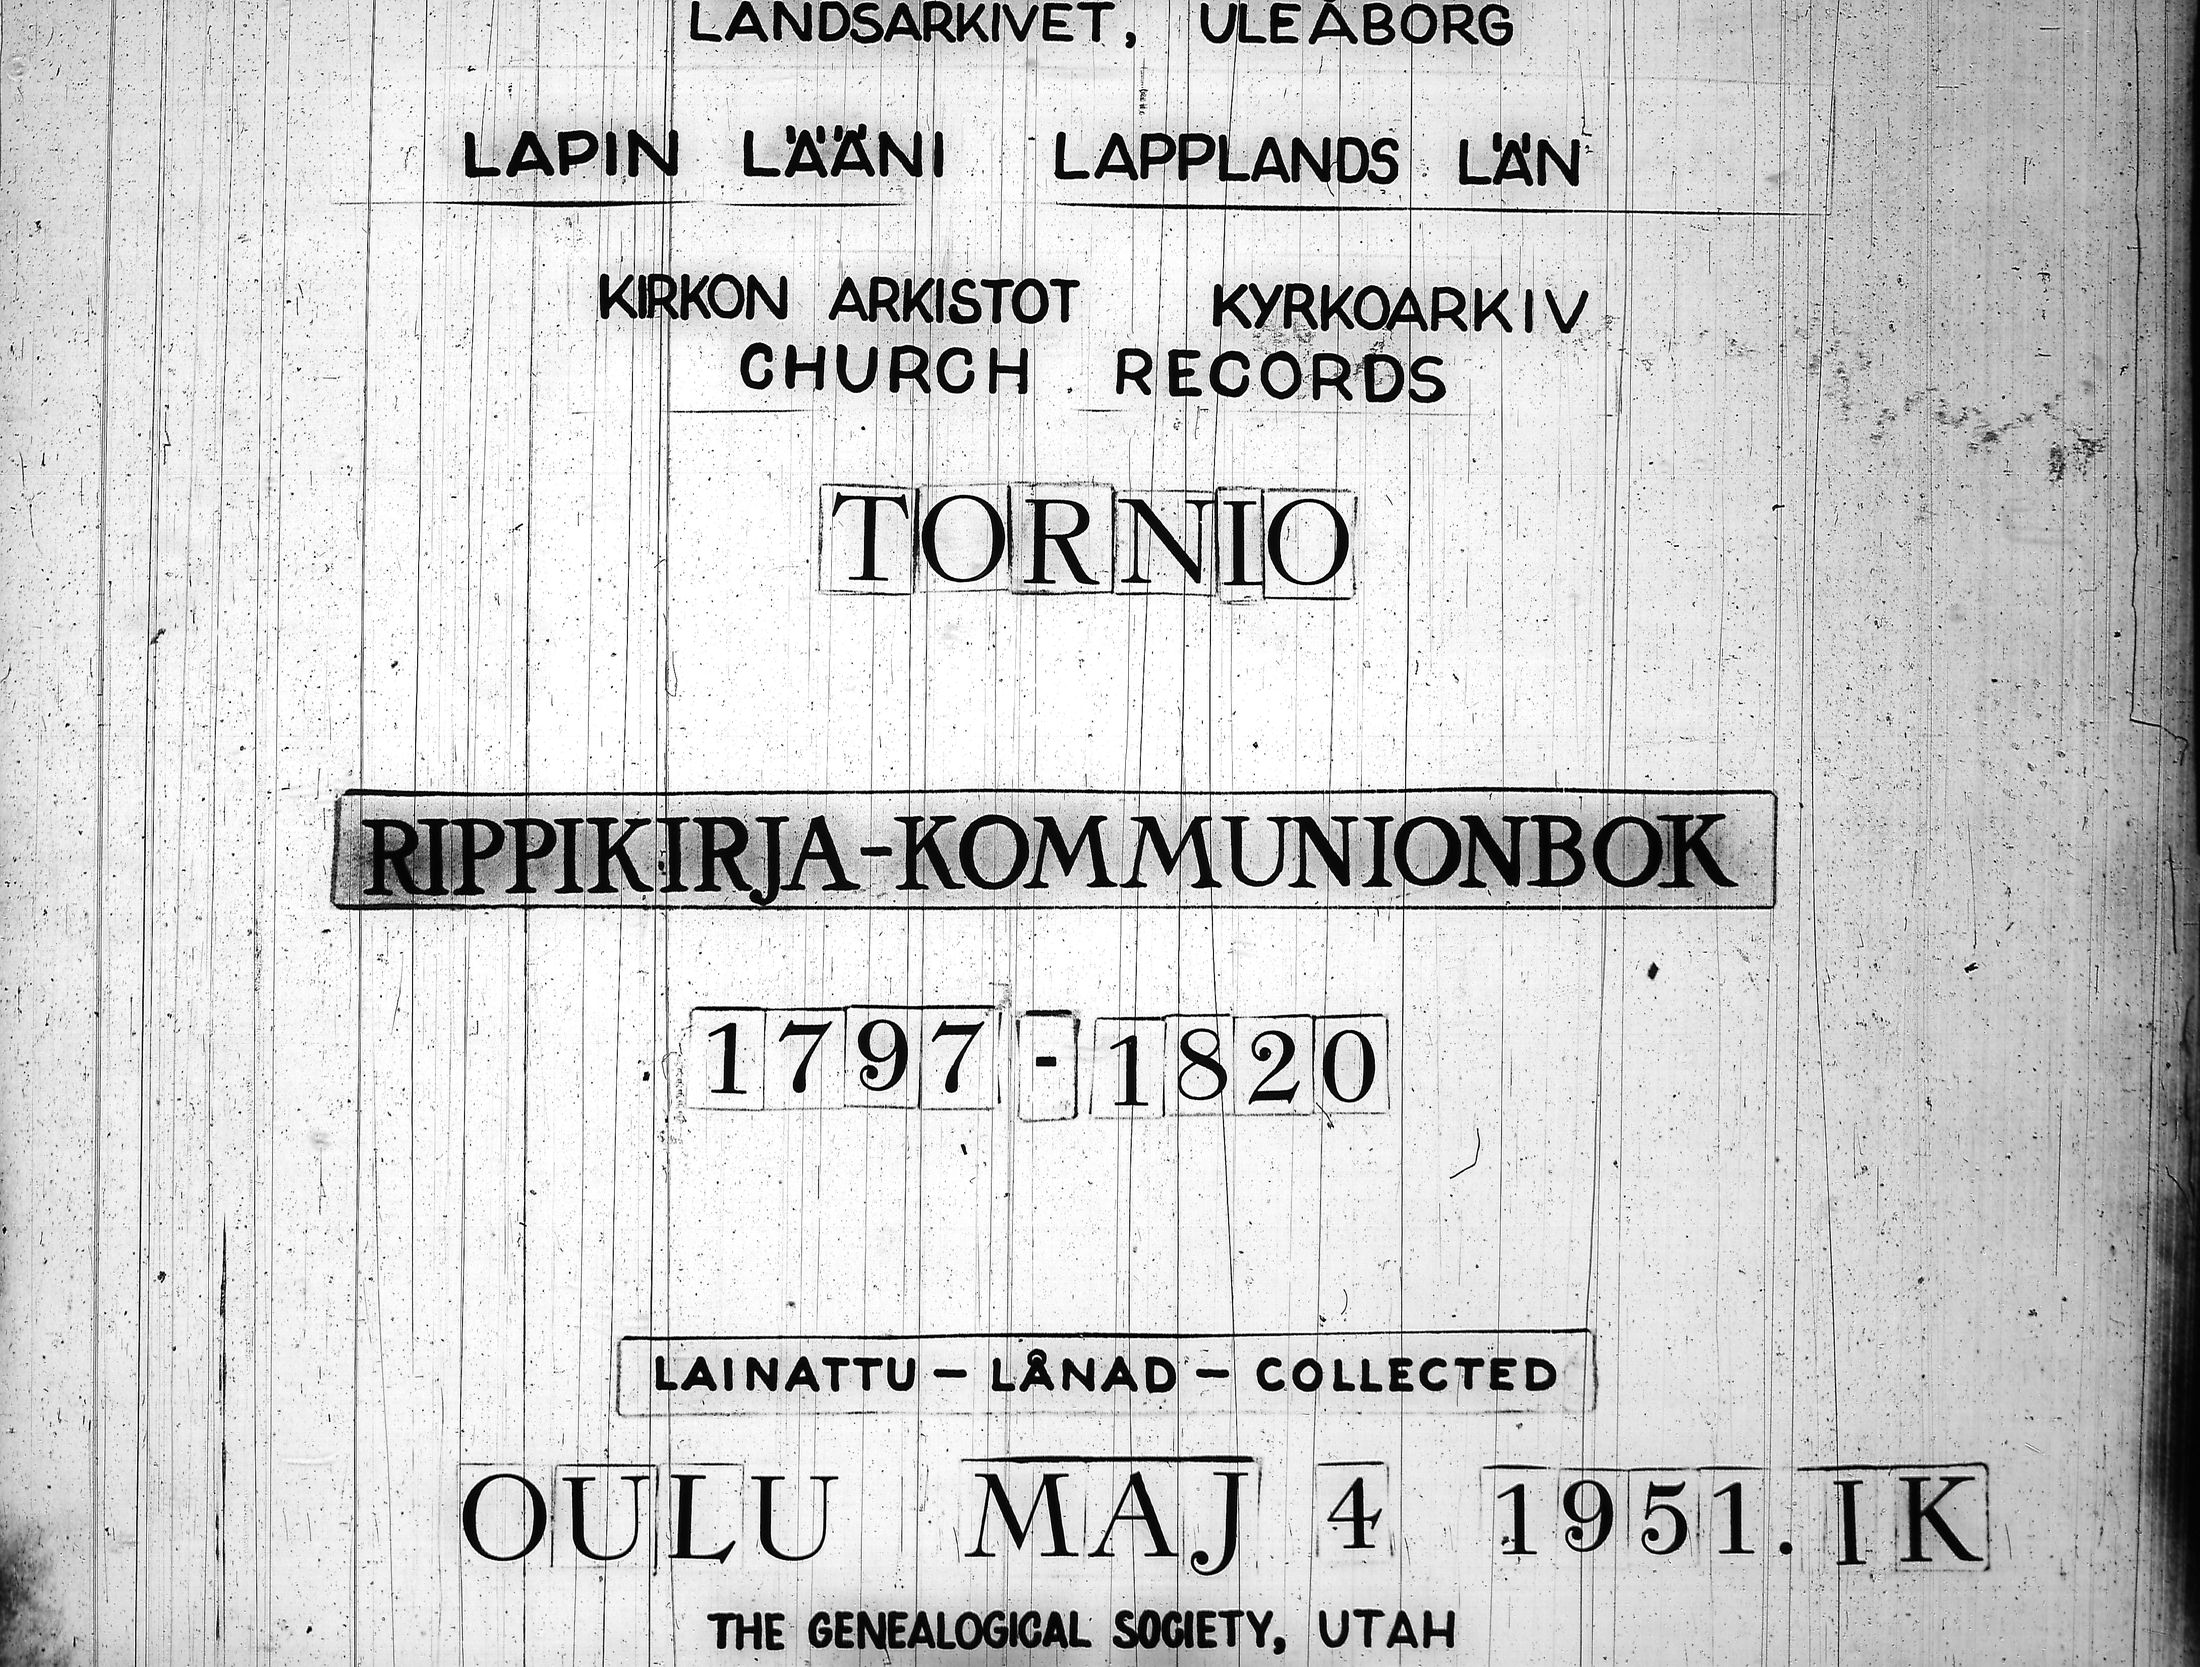 LANDSARKIVET, ULEÅBORG
LAPIN LÄÄNI LAPPLANDS LÄN
KIRKON ARKISTOT KYRKOARKIV
CHURCH RECORDS
TORNIO
RIPPIKIRJA-KOMMUNIONBOK
1797-1820
LAINATTU – LÅNAD – COLLECTED
OULU MAJ 4 1951. IK
THE GENEALOGICAL SOCIETY, UTAH